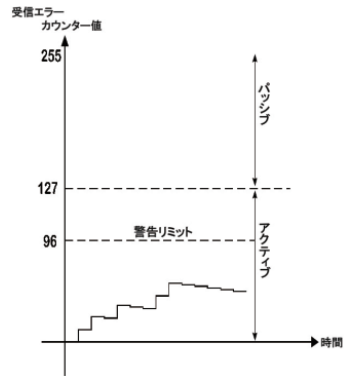 受信エラー
カウンター値
255
パッシブ
127
警告リミット
96
アクティブ
時間